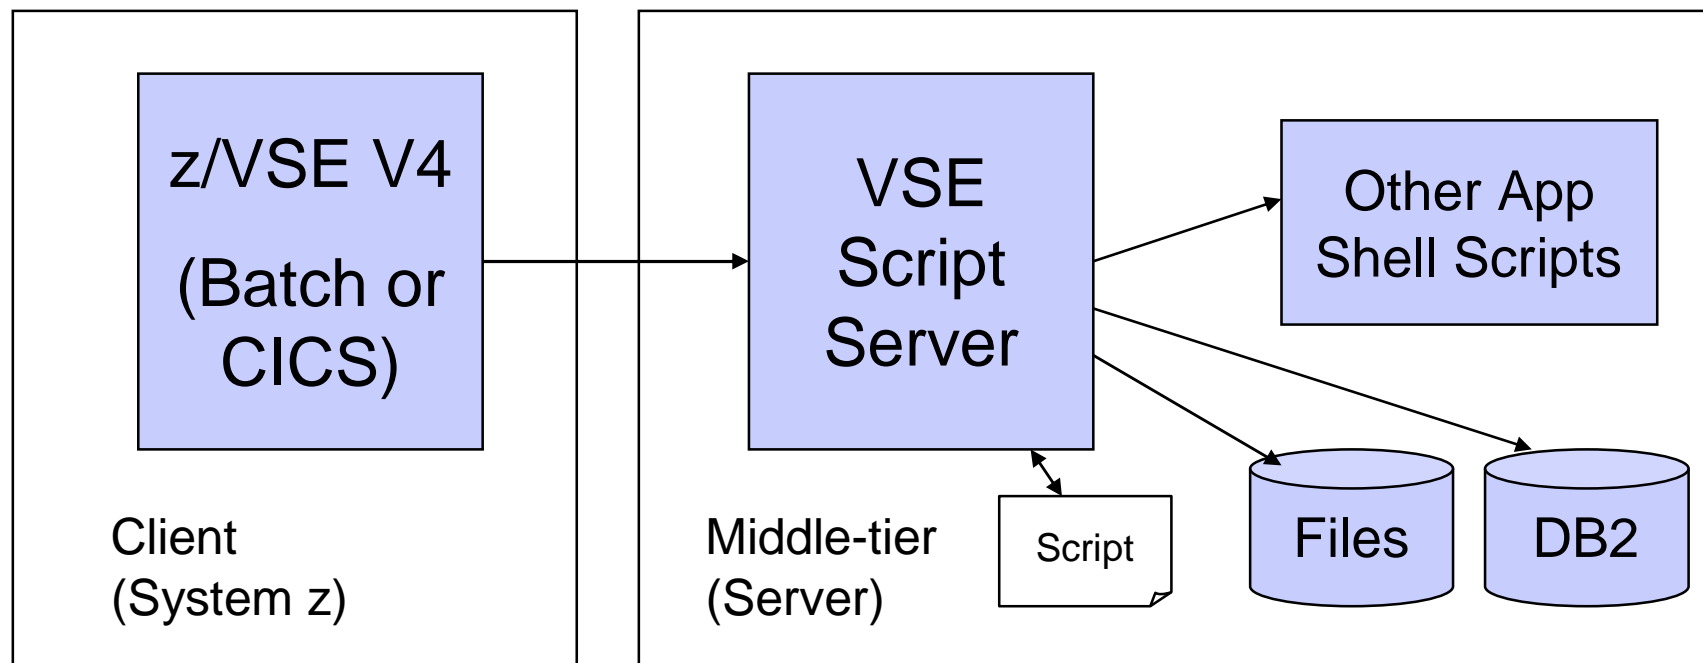 z/VSE V4
(Batch or
CICS)
Client
(System z)
VSE
Script
Server
Other App
Shell Scripts
Middle-tier
(Server)
Script
Files
DB2